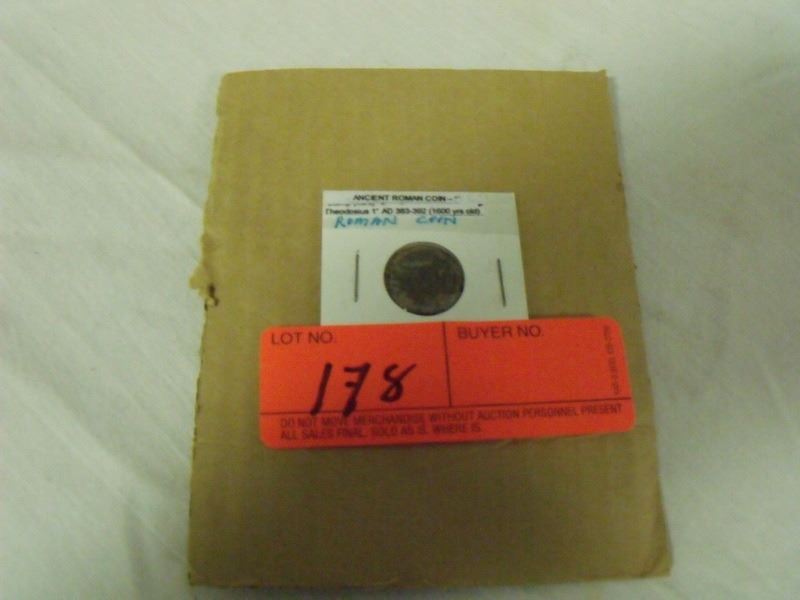 ANCIENT ROMAN COIN -
Theodosius 1" AD 383-392 (1600 yrs old)
ROMAN COIN
LOT NO.
BUYER NO.
178
DO NOT MOVE MERCHANDISE WITHOUT AUCTION PERSONNEL PRESENT
ALL SALES FINAL. SOLD AS IS. WHERE IS.